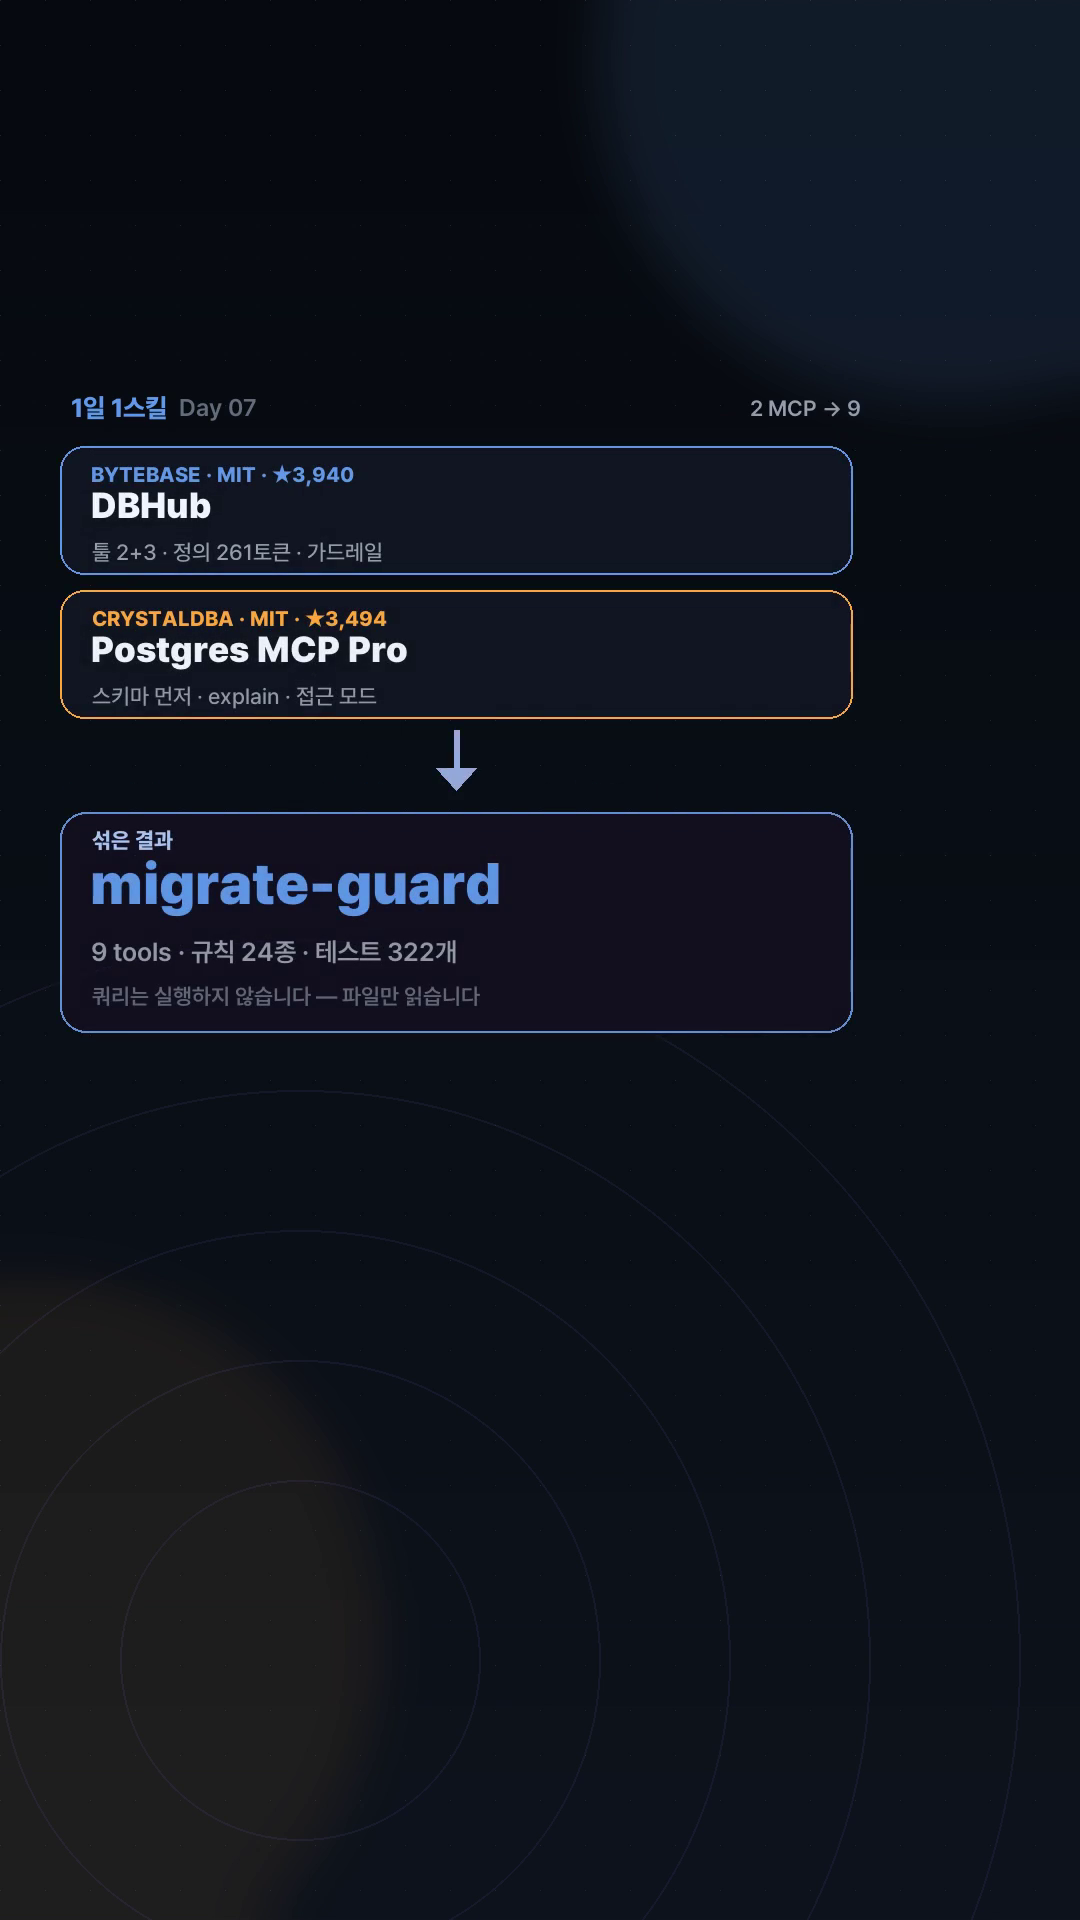 1일 1스킬 Day 07
2 MCP → 9
BYTEBASE · MIT · ★3,940
DBHub
툴 2+3 · 정의 261토큰 · 가드레일
CRYSTALDBA · MIT · ★3,494
Postgres MCP Pro
스키마 먼저 · explain · 접근 모드
섞은 결과
migrate-guard
9 tools · 규칙 24종 · 테스트 322개
쿼리는 실행하지 않습니다 — 파일만 읽습니다